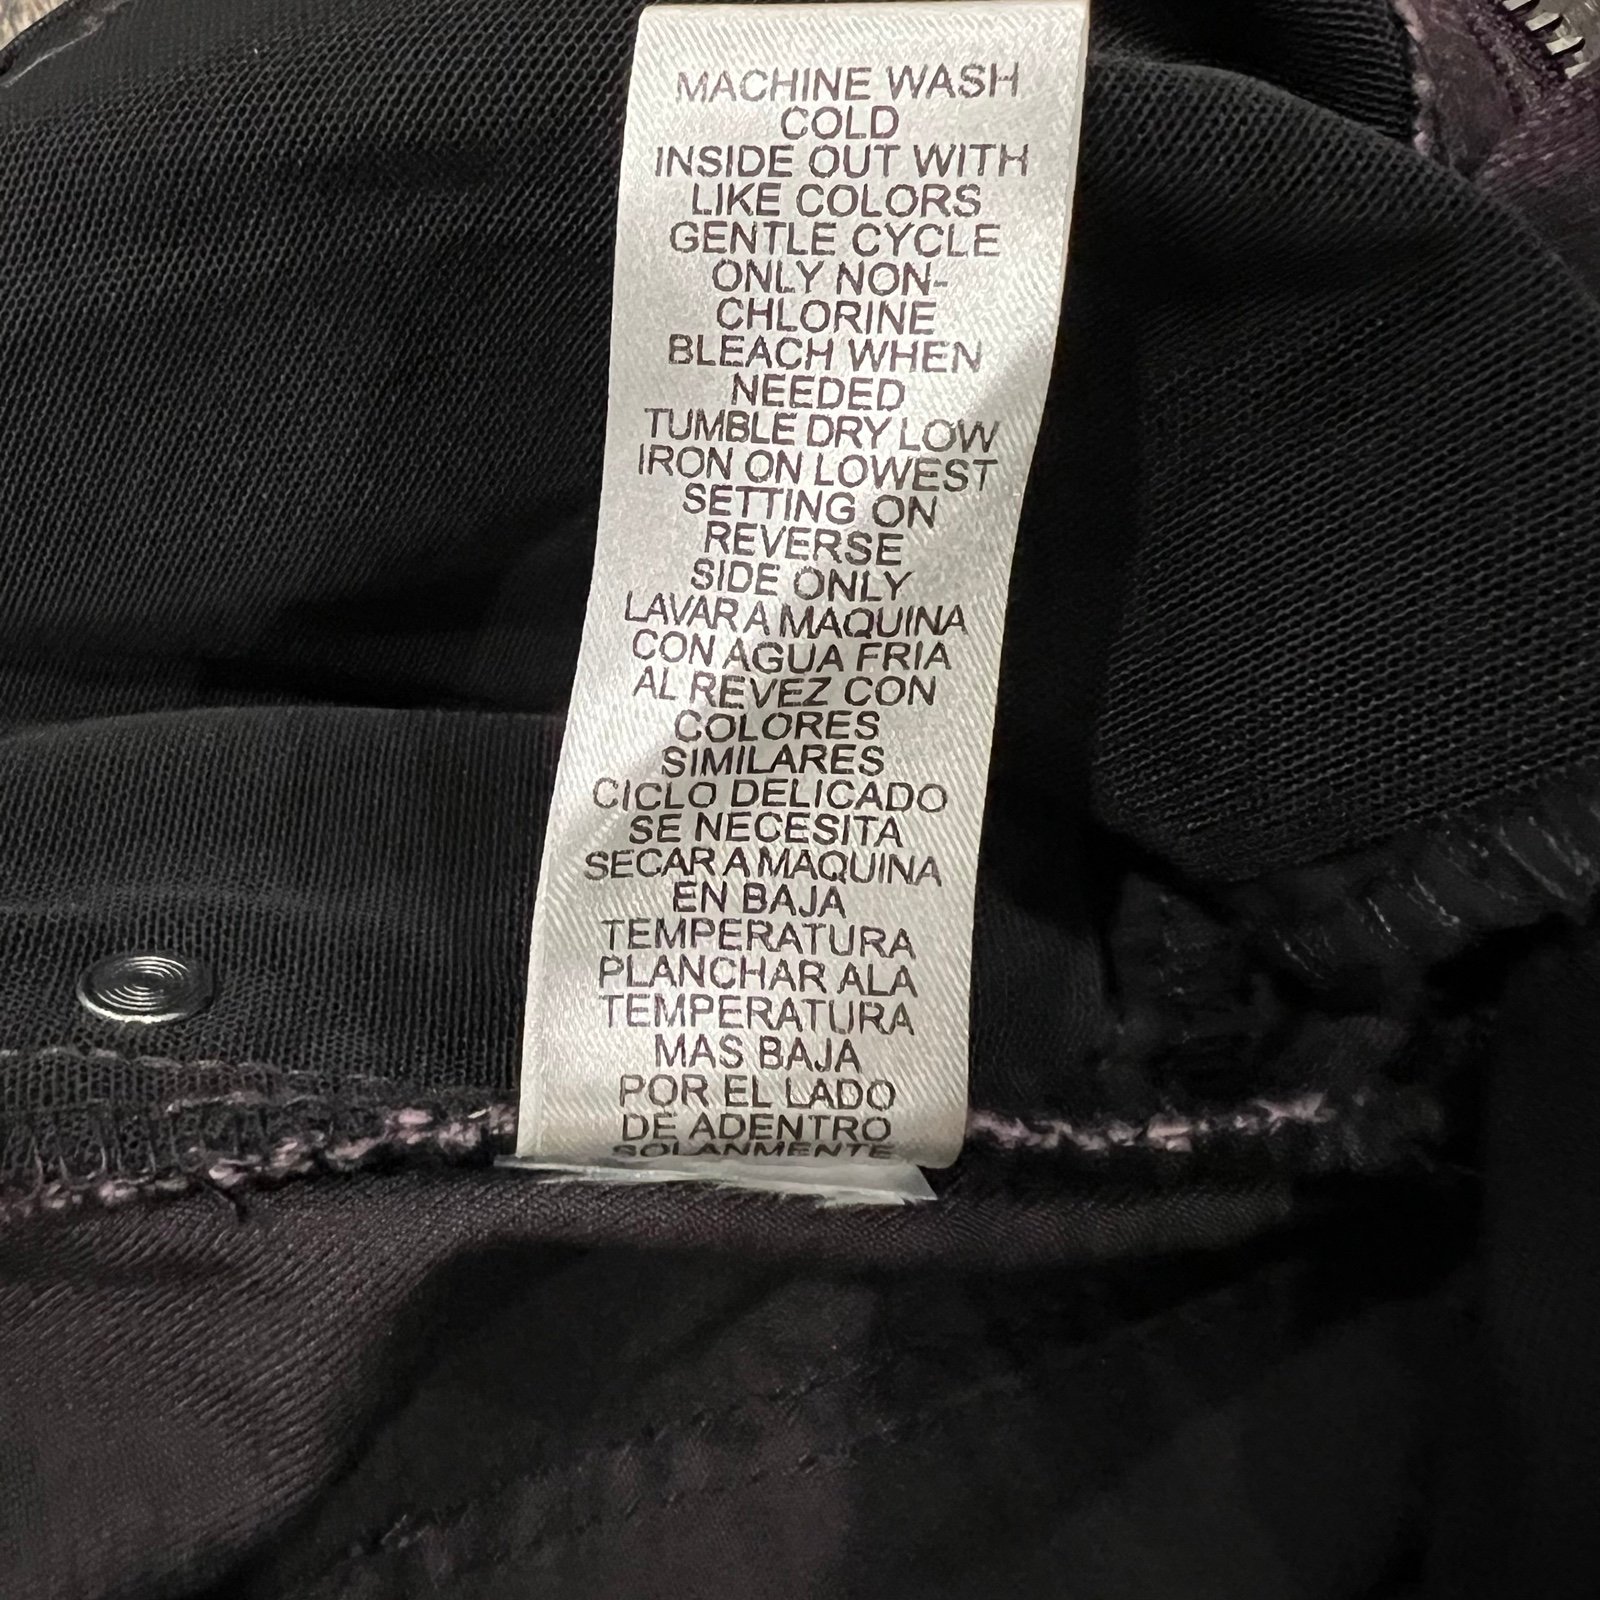 MACHINE WASH
COLD
INSIDE OUT WITH
LIKE COLORS
GENTLE CYCLE
ONLY NON-
CHLORINE
BLEACH WHEN
NEEDED
TUMBLE DRY LOW
IRON ON LOWEST
SETTING ON
REVERSE
SIDE ONLY
LAVAR A MAQUINA
CON AGUA FRIA
AL REVEZ CON
COLORES
SIMILARES
CICLO DELICADO
SE NECESITA
SECAR A MAQUINA
EN BAJA
TEMPERATURA
PLANCHAR ALA
TEMPERATURA
MAS BAJA
POR EL LADO
DE ADENTRO
SOLANMENTE